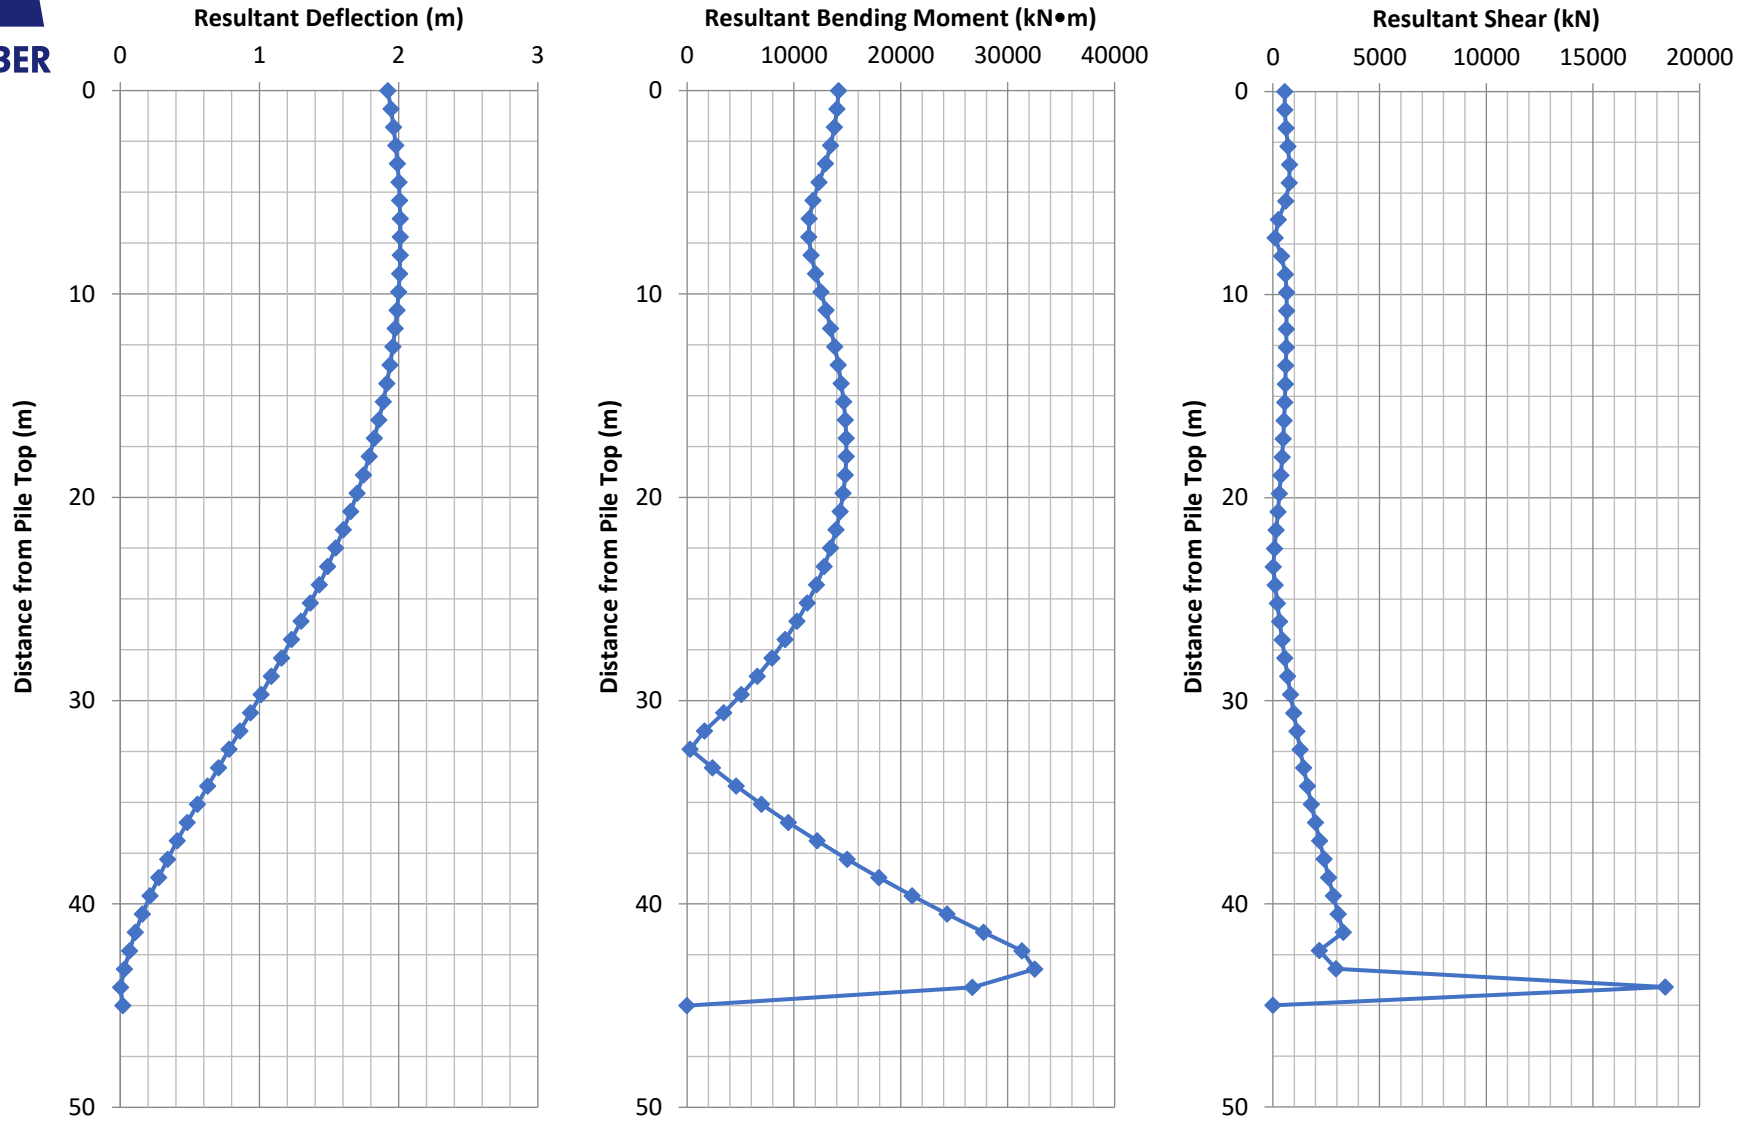 BER
Resultant Deflection (m)
0 1 2 3
0
10
20
30
40
50
Distance from Pile Top (m)
Resultant Bending Moment (kN•m)
0 10000 20000 30000 40000
0
10
20
30
40
50
Distance from Pile Top (m)
Resultant Shear (kN)
0 5000 10000 15000 20000
0
10
20
30
40
50
Distance from Pile Top (m)